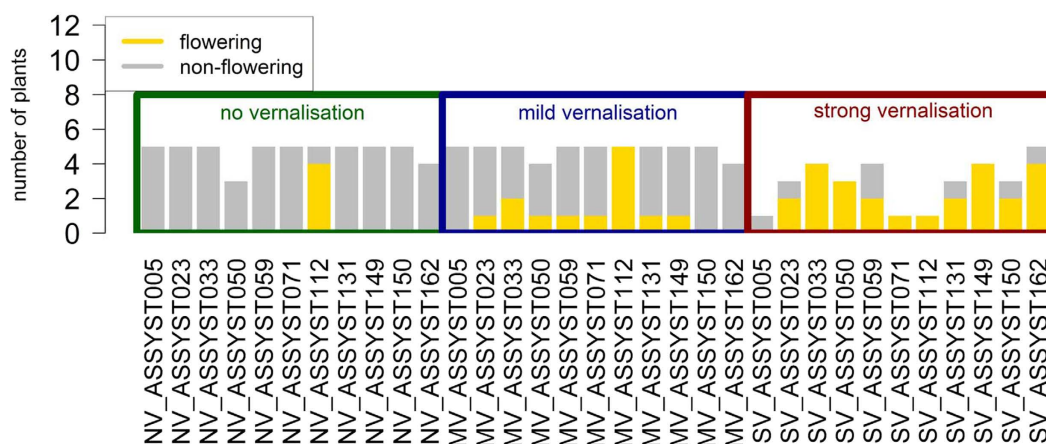 number of plants
12
10
8
6
4
2
0
flowering
non-flowering
no vernalisation
mild vernalisation
strong vernalisation
NV_ASSYST005
NV_ASSYST023
NV_ASSYST033
NV_ASSYST050
NV_ASSYST059
NV_ASSYST071
NV_ASSYST112
NV_ASSYST131
NV_ASSYST149
NV_ASSYST150
NV_ASSYST162
MV_ASSYST005
MV_ASSYST023
MV_ASSYST033
MV_ASSYST050
MV_ASSYST059
MV_ASSYST071
MV_ASSYST112
MV_ASSYST131
MV_ASSYST149
MV_ASSYST150
MV_ASSYST162
SV_ASSYST005
SV_ASSYST023
SV_ASSYST033
SV_ASSYST050
SV_ASSYST059
SV_ASSYST071
SV_ASSYST112
SV_ASSYST131
SV_ASSYST149
SV_ASSYST150
SV_ASSYST162